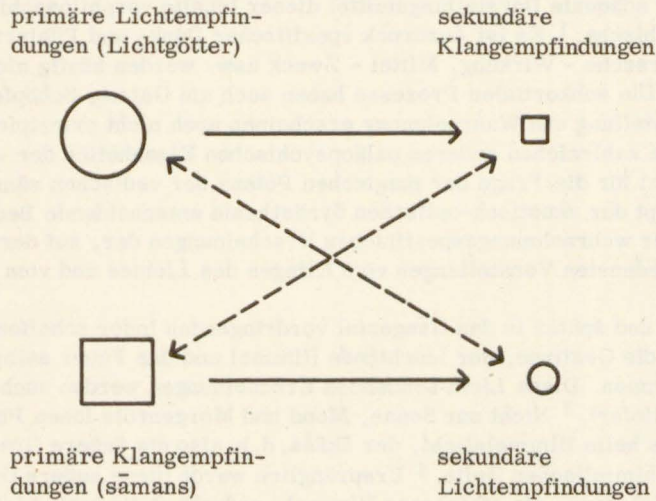 primäre Lichtempfin-
dungen (Lichtgötter)
sekundäre
Klangempfindungen
primäre Klangempfin-
dungen (sāmans)
sekundäre
Lichtempfindungen